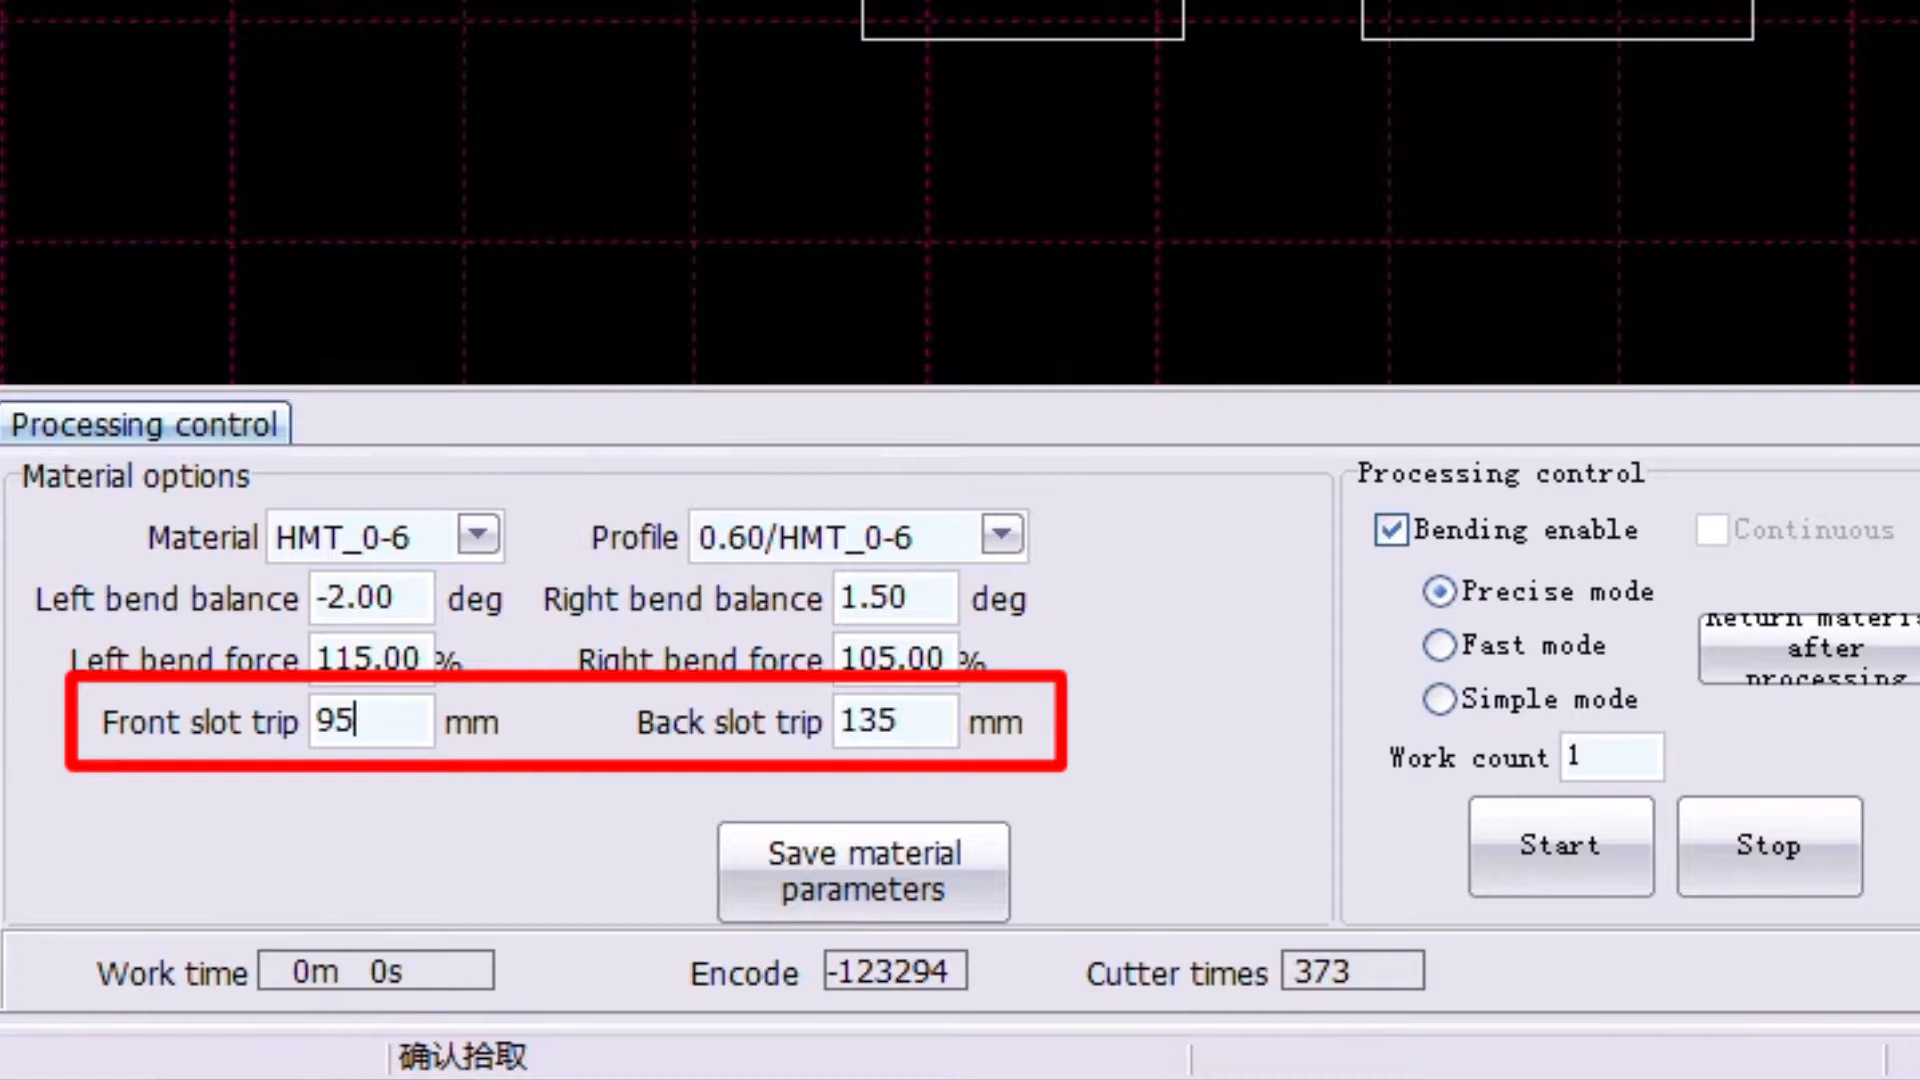 Processing control
Material options
Material HMT_0-6 Profile 0.60/HMT_0-6
Left bend balance -2.00 deg Right bend balance 1.50 deg
Left bend force 115.00 % Right bend force 105.00 %
Front slot trip 95 mm Back slot trip 135 mm
Save material
parameters
Processing control
Bending enable Continuous
Precise mode
Fast mode
Simple mode
Return materi
after
processing
Work count 1
Start Stop
Work time 0m 0s Encode -123294 Cutter times 373
确认拾取